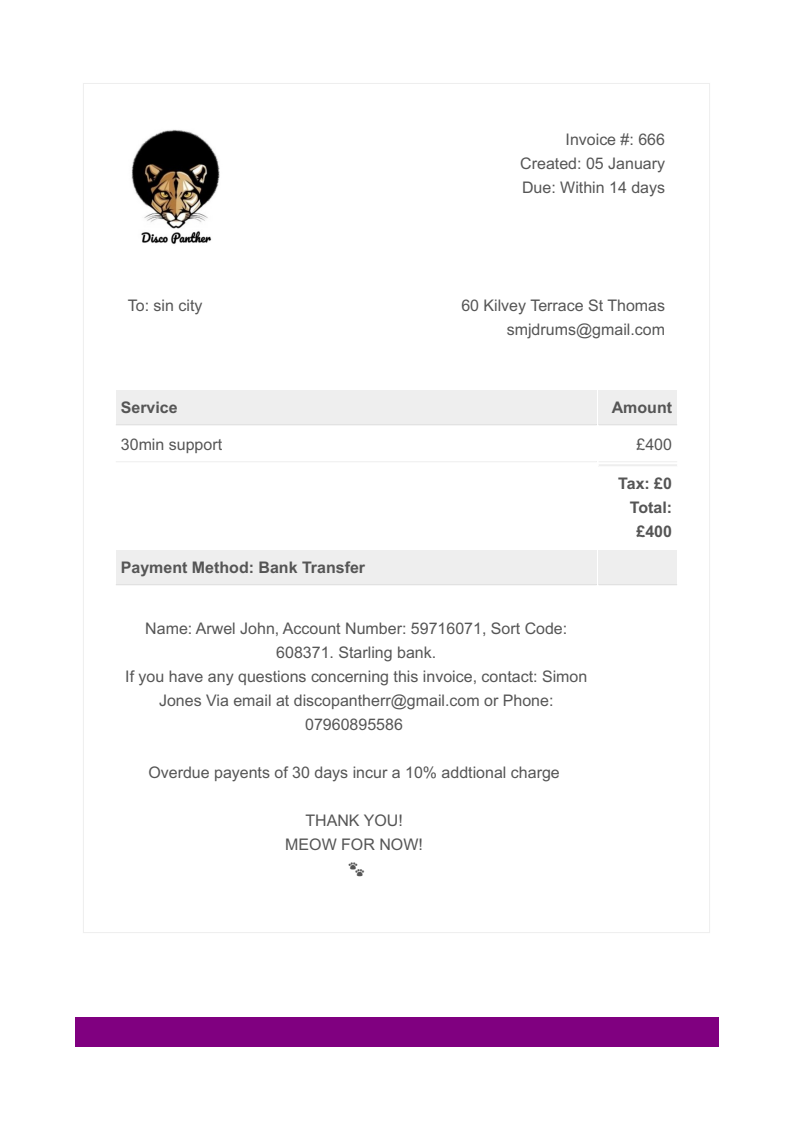 Disco Panther
Invoice #: 666
Created: 05 January
Due: Within 14 days
To: sin city
60 Kilvey Terrace St Thomas
smjdrums@gmail.com
Service Amount
30min support £400
Tax: £0
Total:
£400
Payment Method: Bank Transfer
Name: Arwel John, Account Number: 59716071, Sort Code:
608371. Starling bank.
If you have any questions concerning this invoice, contact: Simon
Jones Via email at discopantherr@gmail.com or Phone:
07960895586
Overdue payents of 30 days incur a 10% addtional charge
THANK YOU!
MEOW FOR NOW!